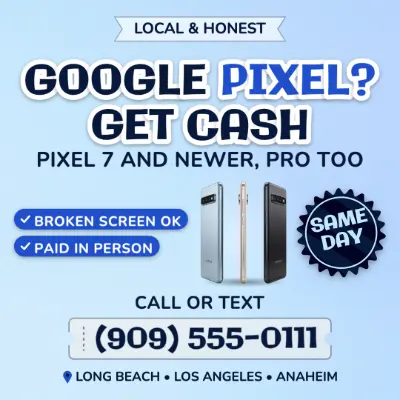 LOCAL & HONEST
GOOGLE PIXEL?
GET CASH
PIXEL 7 AND NEWER, PRO TOO
BROKEN SCREEN OK
PAID IN PERSON
SAME
DAY
CALL OR TEXT
(909) 555-0111
LONG BEACH • LOS ANGELES • ANAHEIM